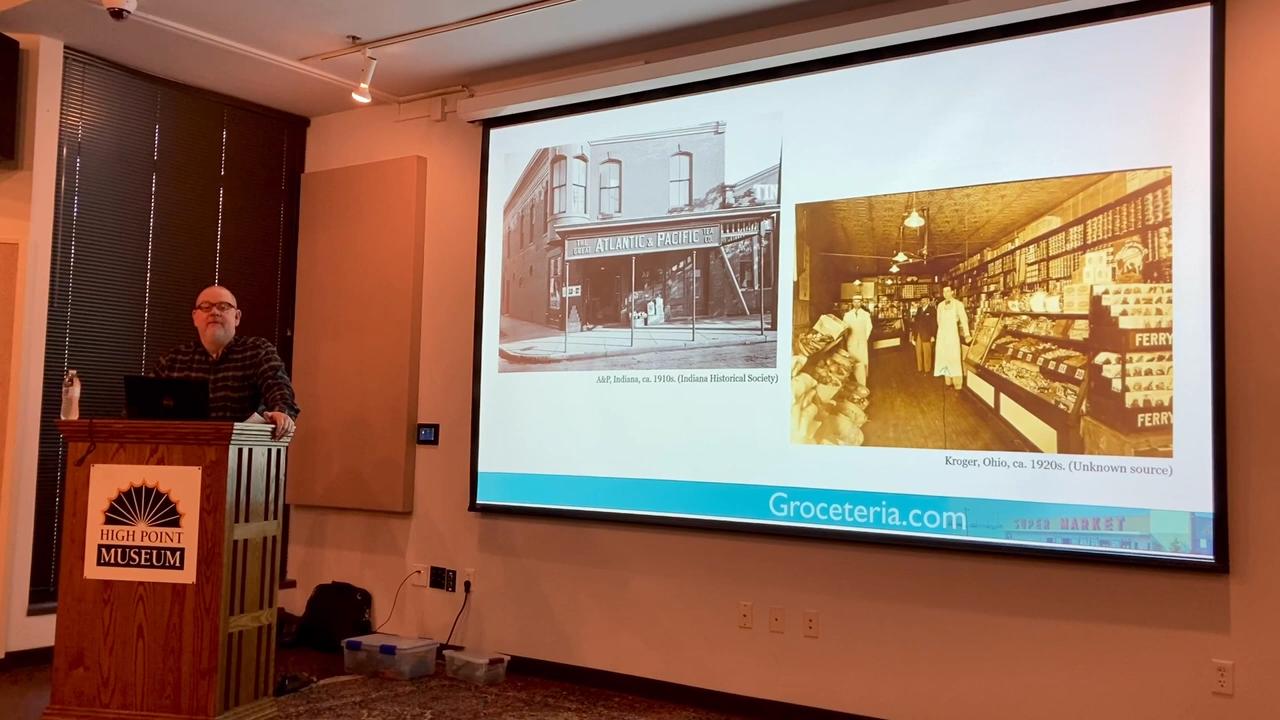 HIGH POINT
MUSEUM
TIN
THE GREAT ATLANTIC & PACIFIC TEA CO.
A&P, Indiana, ca. 1910s. (Indiana Historical Society)
FERRY
FERRY
Kroger, Ohio, ca. 1920s. (Unknown source)
Groceteria.com
SUPER MARKET